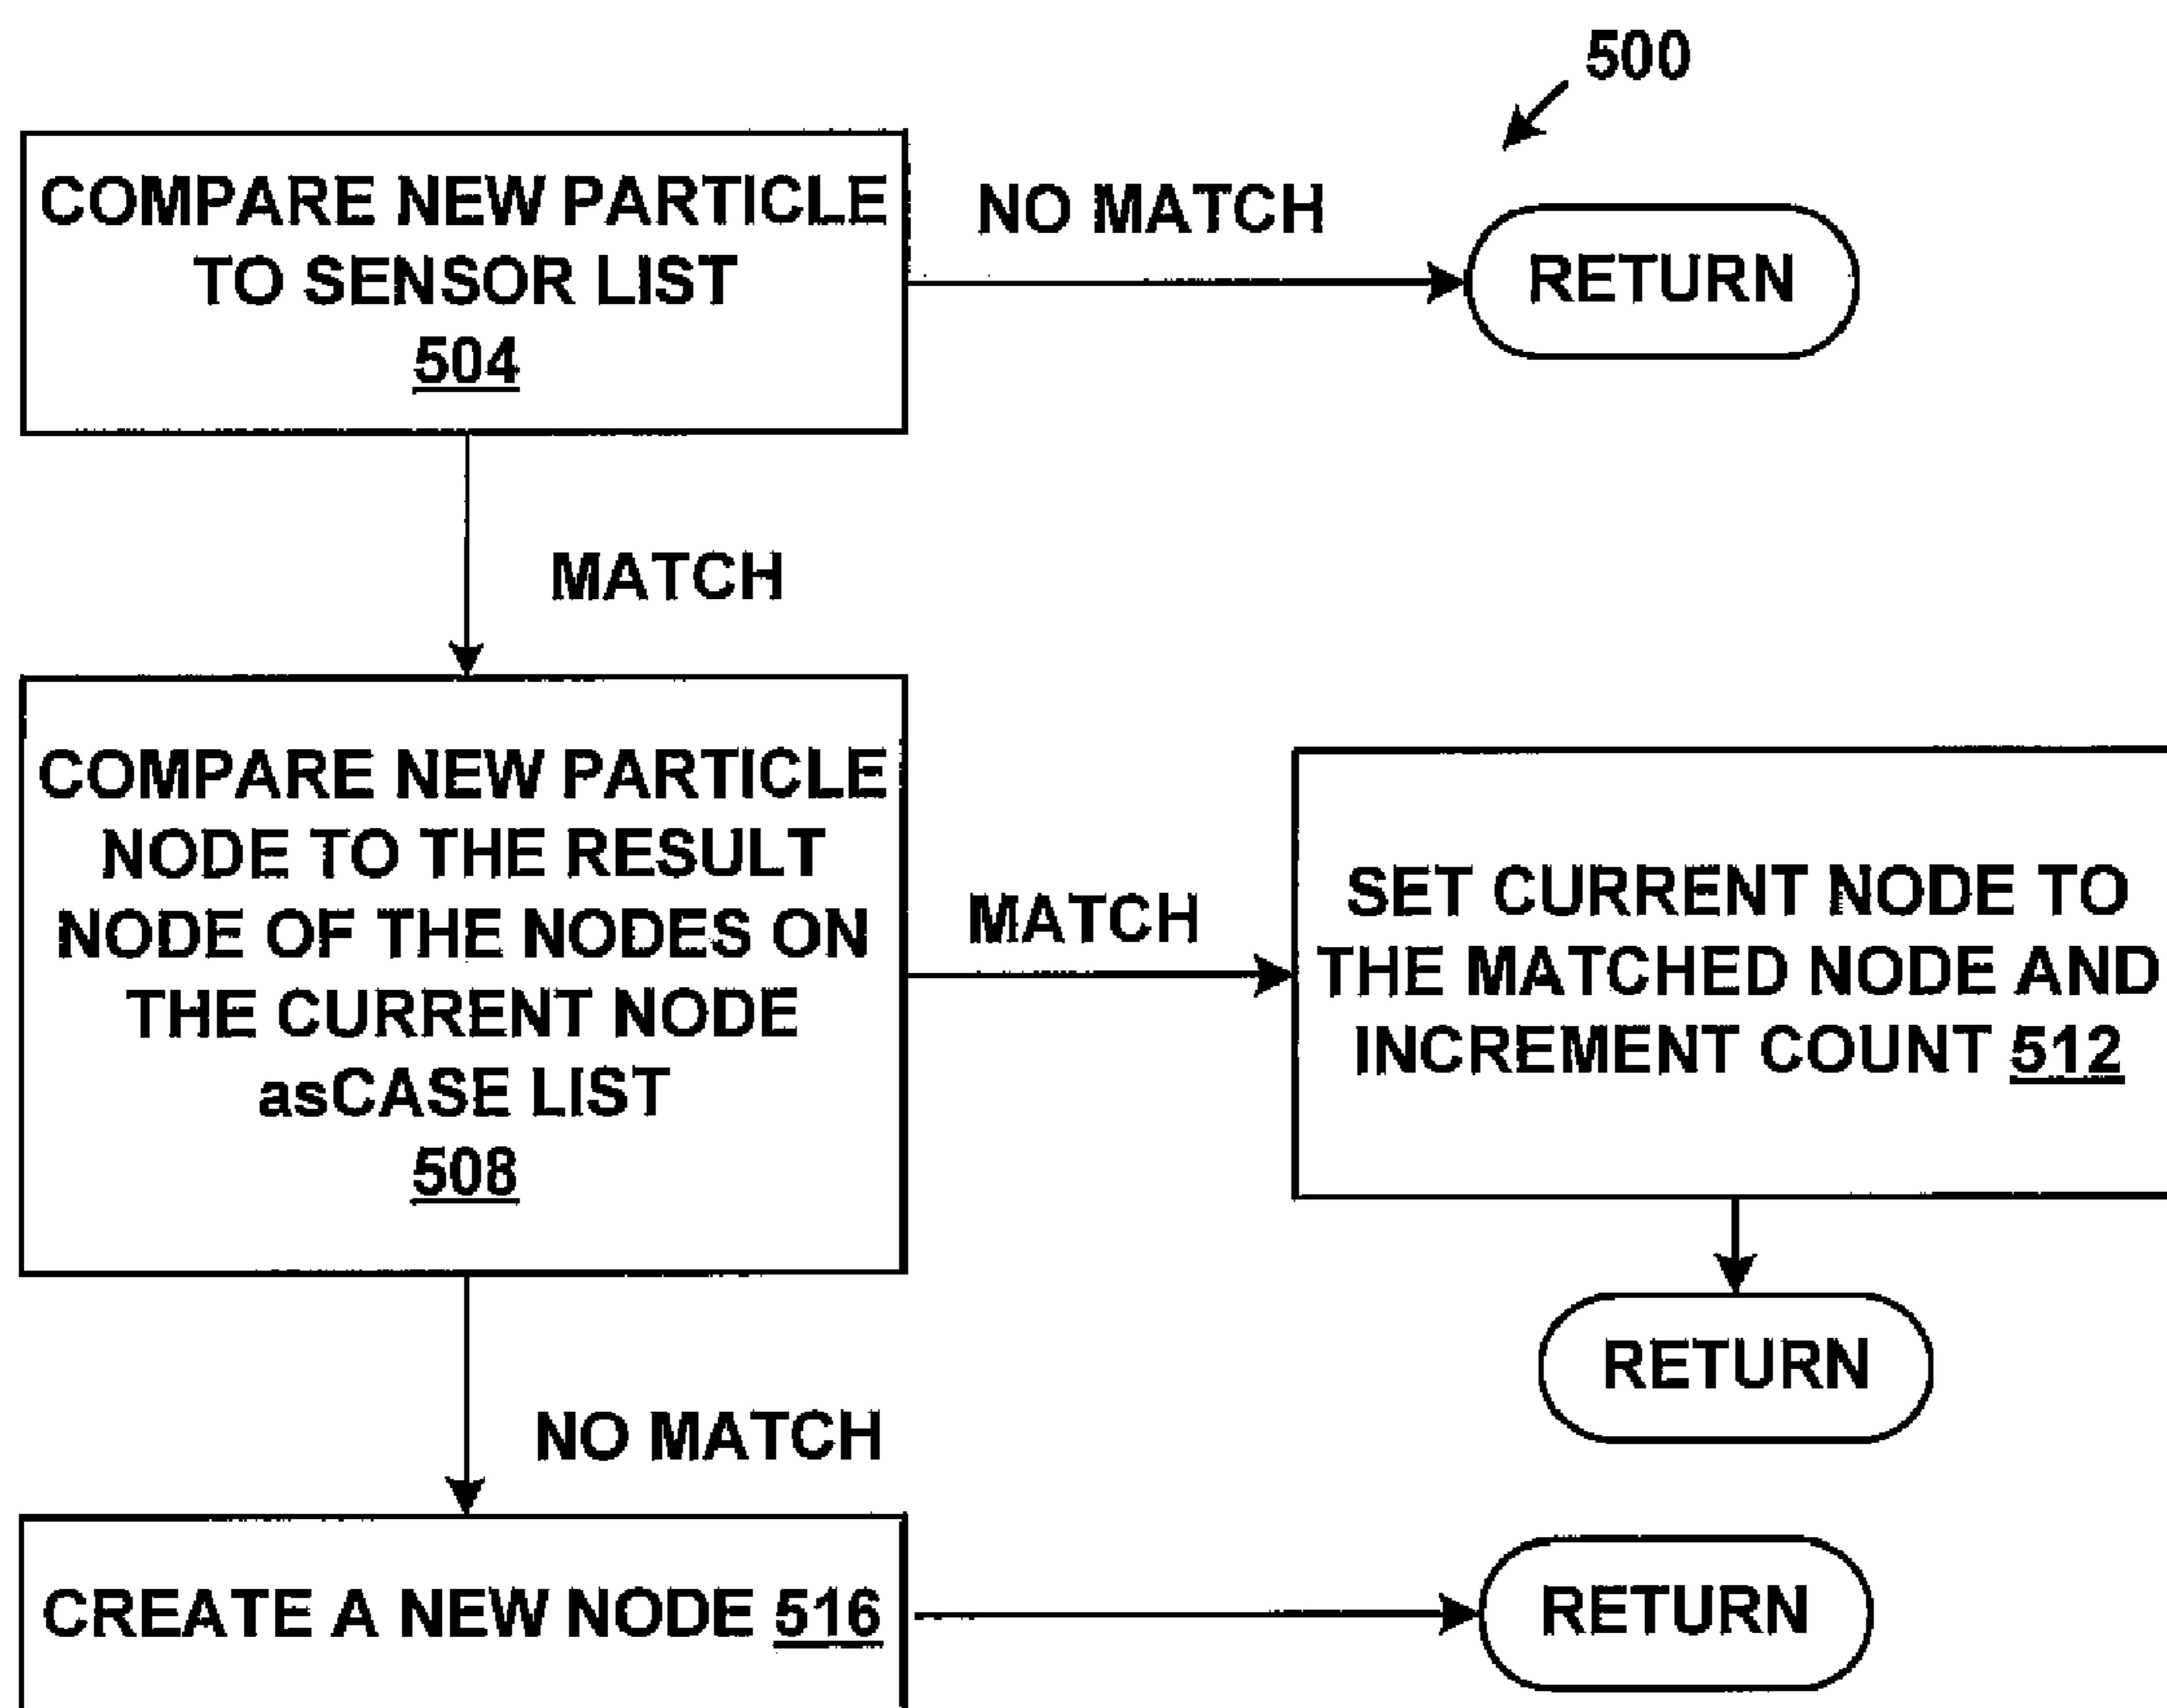 500
COMPARE NEW PARTICLE
TO SENSOR LIST
504
NO MATCH
RETURN
MATCH
COMPARE NEW PARTICLE
NODE TO THE RESULT
NODE OF THE NODES ON
THE CURRENT NODE
asCASE LIST
508
MATCH
SET CURRENT NODE TO
THE MATCHED NODE AND
INCREMENT COUNT 512
RETURN
NO MATCH
CREATE A NEW NODE 516
RETURN